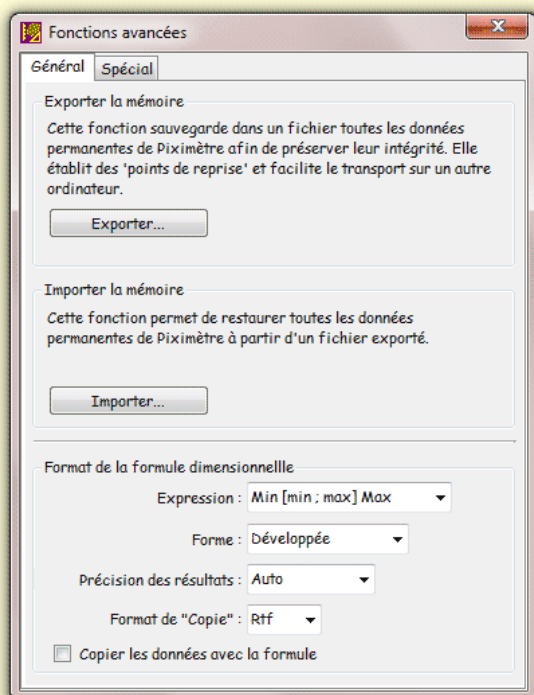 Fonctions avancées
Général
Spécial
Exporter la mémoire
Cette fonction sauvegarde dans un fichier toutes les données
permanentes de Piximètre afin de préserver leur intégrité. Elle
établit des 'points de reprise' et facilite le transport sur un autre
ordinateur.
Exporter...
Importer la mémoire
Cette fonction permet de restaurer toutes les données
permanentes de Piximètre à partir d'un fichier exporté.
Importer...
Format de la formule dimensionnellle
Expression : Min [min ; max] Max
Forme : Développée
Précision des résultats : Auto
Format de "Copie" : Rtf
Copier les données avec la formule